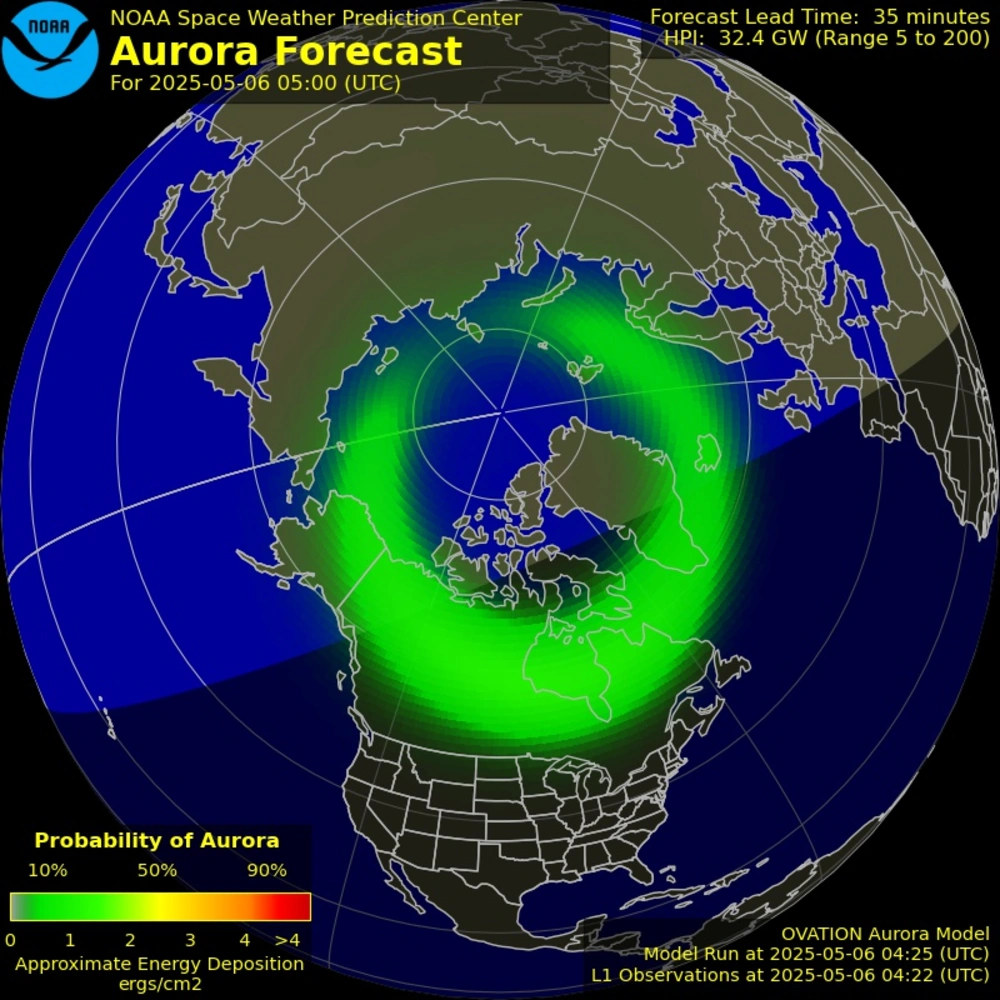 NOAA
NOAA Space Weather Prediction Center
Aurora Forecast
For 2025-05-06 05:00 (UTC)
Forecast Lead Time: 35 minutes
HPI: 32.4 GW (Range 5 to 200)
Probability of Aurora
10% 50% 90%
0 1 2 3 4 >4
Approximate Energy Deposition
ergs/cm2
OVATION Aurora Model
Model Run at 2025-05-06 04:25 (UTC)
L1 Observations at 2025-05-06 04:22 (UTC)